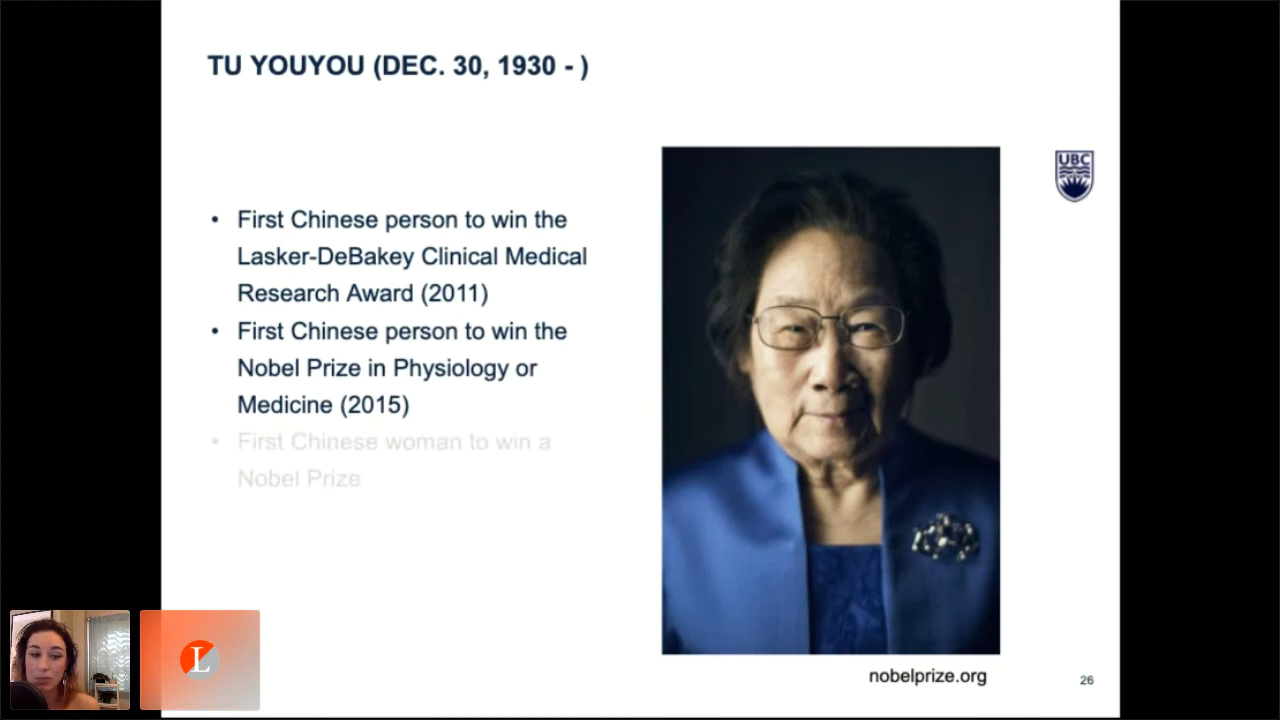 TU YOUYOU (DEC. 30, 1930 - )
UBC
• First Chinese person to win the
Lasker-DeBakey Clinical Medical
Research Award (2011)
• First Chinese person to win the
Nobel Prize in Physiology or
Medicine (2015)
• First Chinese woman to win a
Nobel Prize
L
nobelprize.org
26